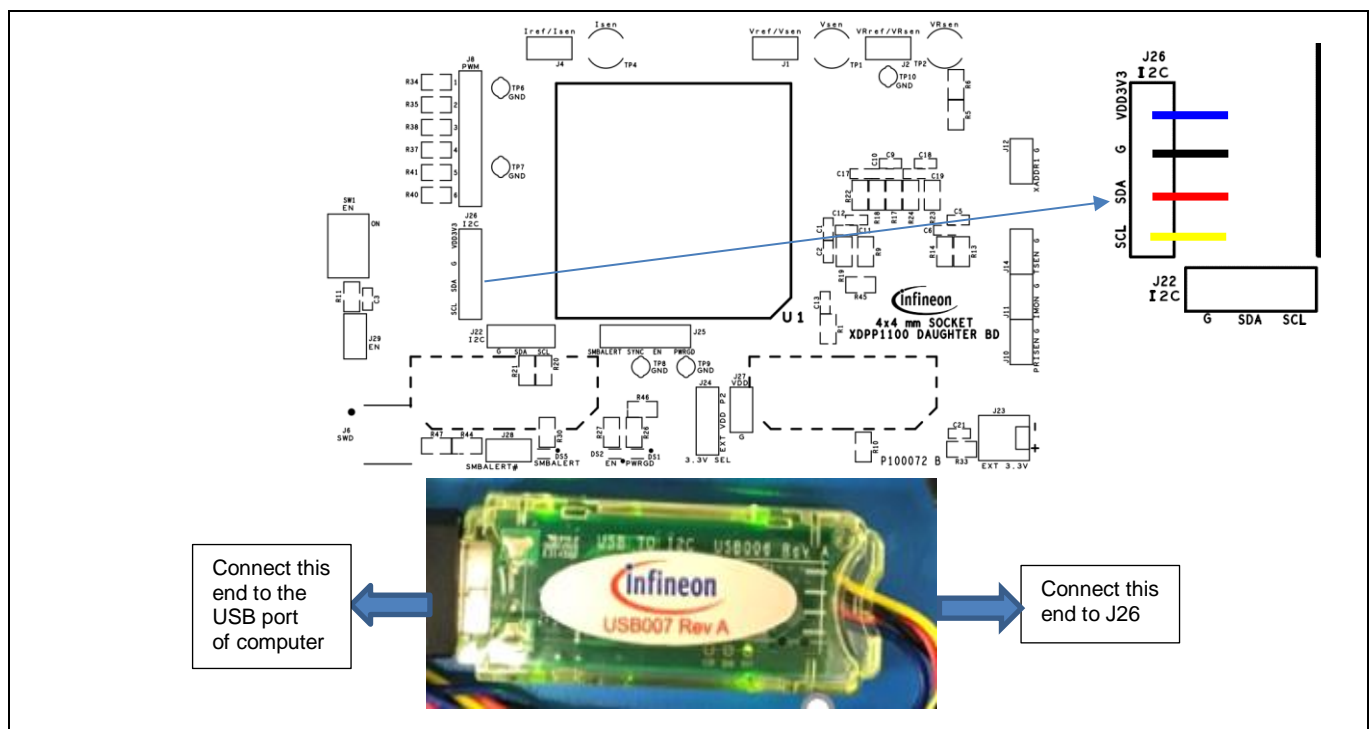 Iref/Isen
Isen
J4
TP4
Vref/Vsen
Vsen
VRref/VRsen
VRsen
J1
TP1
J2
TP2
TP10
GND
J8
PWM
R34
1
R35
2
R38
3
R37
4
R41
5
R40
6
TP6
GND
TP7
GND
R6
R5
J12
XADDR1 G
C10
C9
C18
C17
C19
R22
R18
R17
R24
R23
C12
C5
C1
C11
C6
C2
R19
R9
R14
R13
R45
C13
R1
SW1
EN
ON
R11
C3
J29
EN
J26
I2C
VDD3V3
G
SDA
SCL
U1
infineon
4x4 mm SOCKET
XDPP1100 DAUGHTER BD
J14
TSEN G
J11
IMON G
J10
PRISEN G
J22
I2C
G SDA SCL
J25
SMBALERT SYNC EN PWRGD
R21
R20
TP8
GND
TP9
GND
J24
EXT VDD P2
3.3V SEL
J27
VDD
G
J6
SWD
R47
R44
J28
SMBALERT#
R30
DS5
SMBALERT
R46
R27
R26
DS2
EN
DS1
PWRGD
R10
C21
R33
J23
- +
EXT 3.3V
P100072 B
J26
I2C
VDD3V3
G
SDA
SCL
J22
I2C
G SDA SCL
Connect this
end to the
USB port
of computer
USB TO I2C USB006 Rev A
infineon
USB007 Rev A
Connect this
end to J26